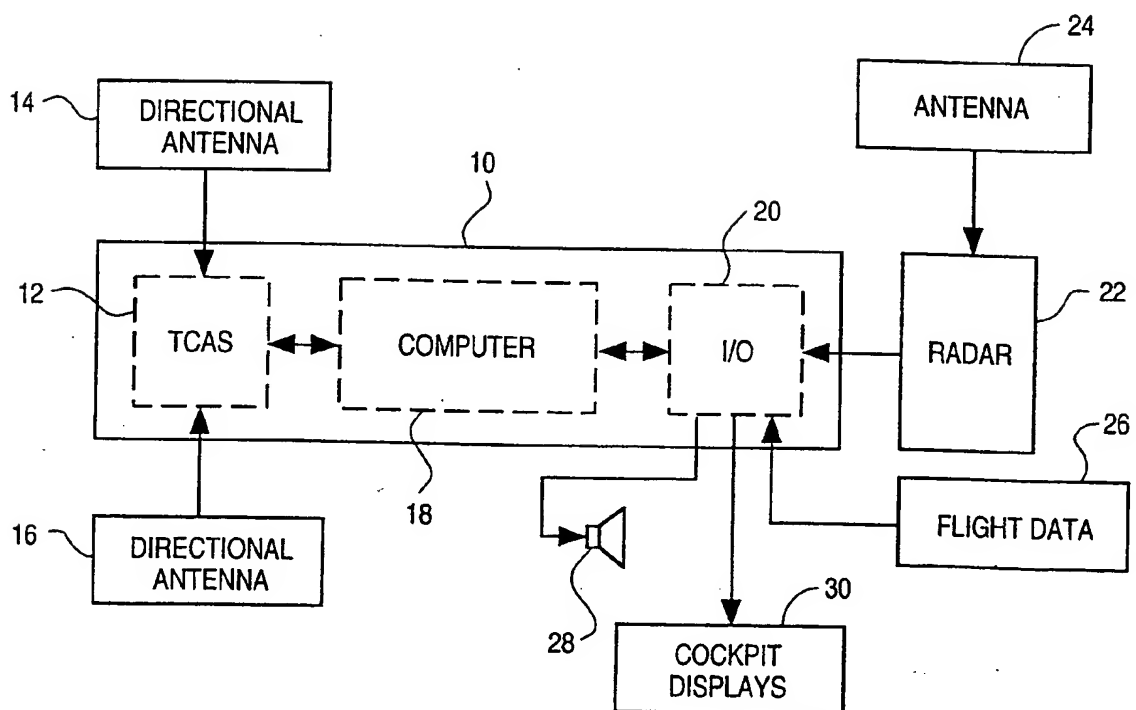 24
14
DIRECTIONAL
ANTENNA
ANTENNA
10
20
12
TCAS
COMPUTER
I/O
22
RADAR
26
18
16
DIRECTIONAL
ANTENNA
FLIGHT DATA
28
30
COCKPIT
DISPLAYS